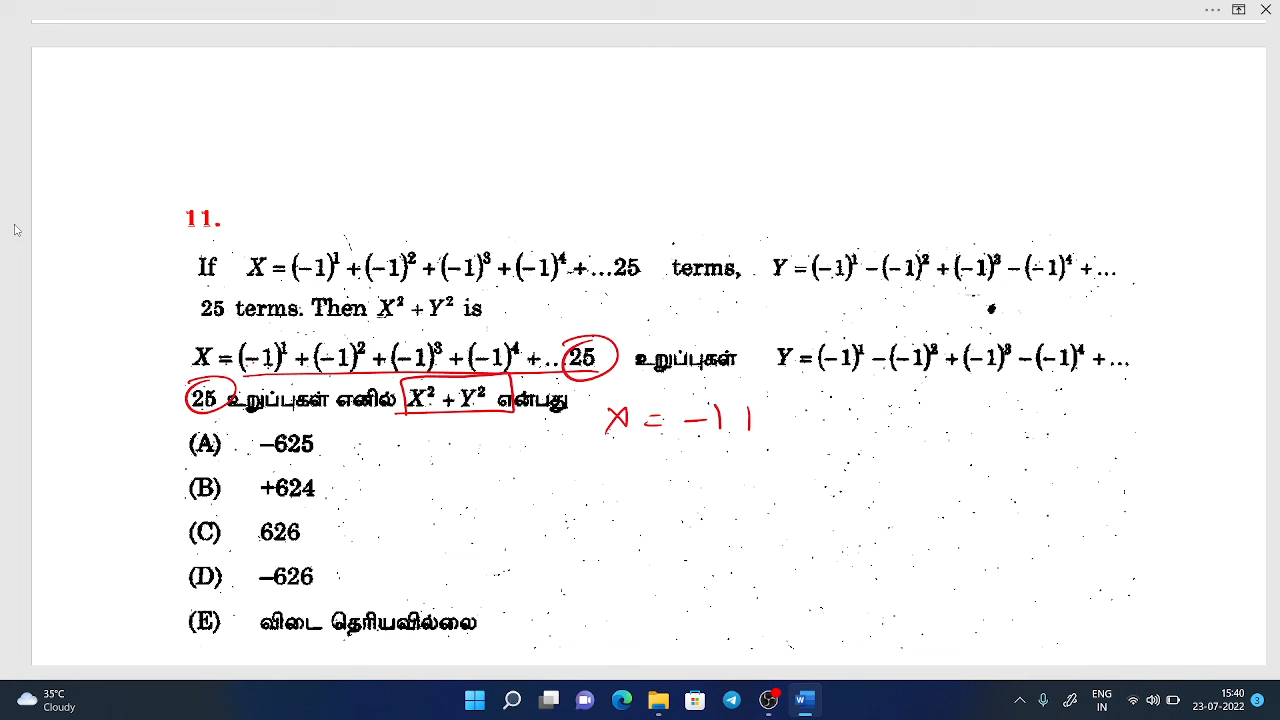 11.
If X = (−1)¹ + (−1)² + (−1)³ + (−1)⁴ + ...25 terms, Y = (−1)¹ − (−1)² + (−1)³ − (−1)⁴ + ...
25 terms. Then X² + Y² is
X = (−1)¹ + (−1)² + (−1)³ + (−1)⁴ + ...25 உறுப்புகள் Y = (−1)¹ − (−1)² + (−1)³ − (−1)⁴ + ...
25 உறுப்புகள் எனில் X² + Y² என்பது
x = −1 1
(A) −625
(B) +624
(C) 626
(D) −626
(E) விடை தெரியவில்லை
35°C
Cloudy
ENG
IN
15:40
23-07-2022
3